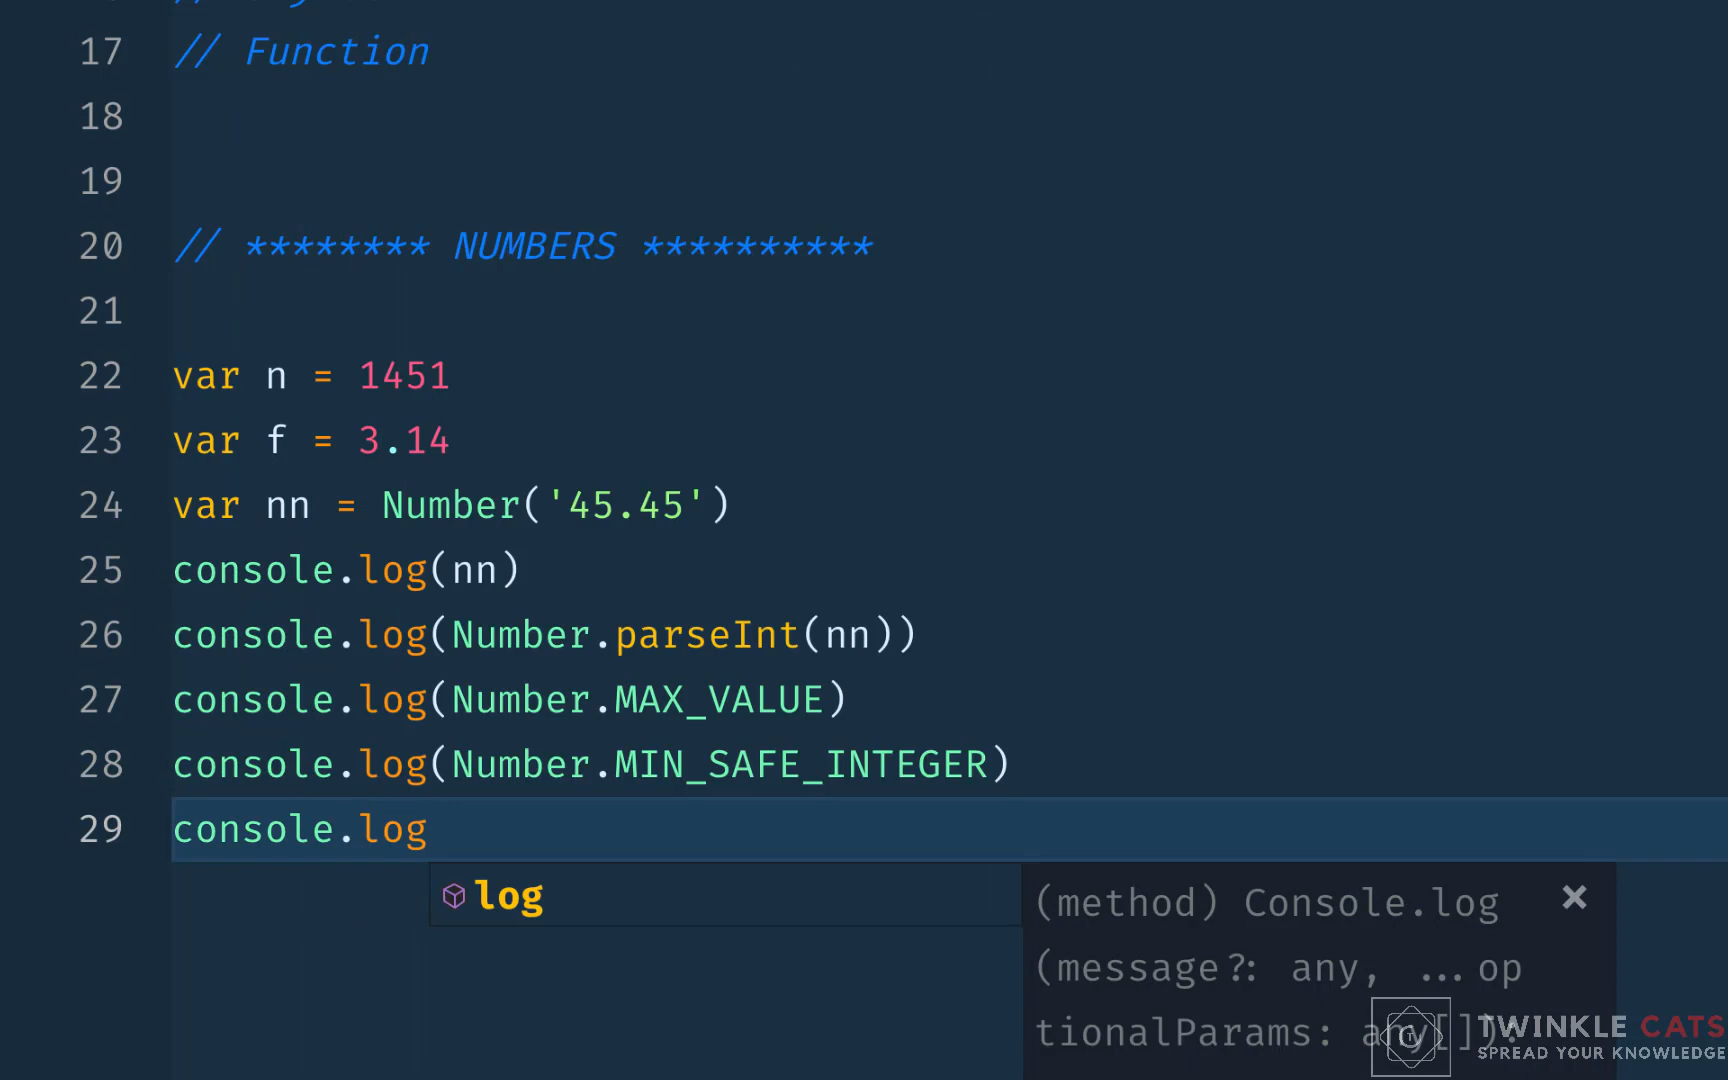 17 // Function
18
19
20 // ******** NUMBERS **********
21
22 var n = 1451
23 var f = 3.14
24 var nn = Number('45.45')
25 console.log(nn)
26 console.log(Number.parseInt(nn))
27 console.log(Number.MAX_VALUE)
28 console.log(Number.MIN_SAFE_INTEGER)
29 console.log
log
(method) Console.log
(message?: any, ...op
tionalParams: any[]):
TWINKLE CATS
SPREAD YOUR KNOWLEDGE